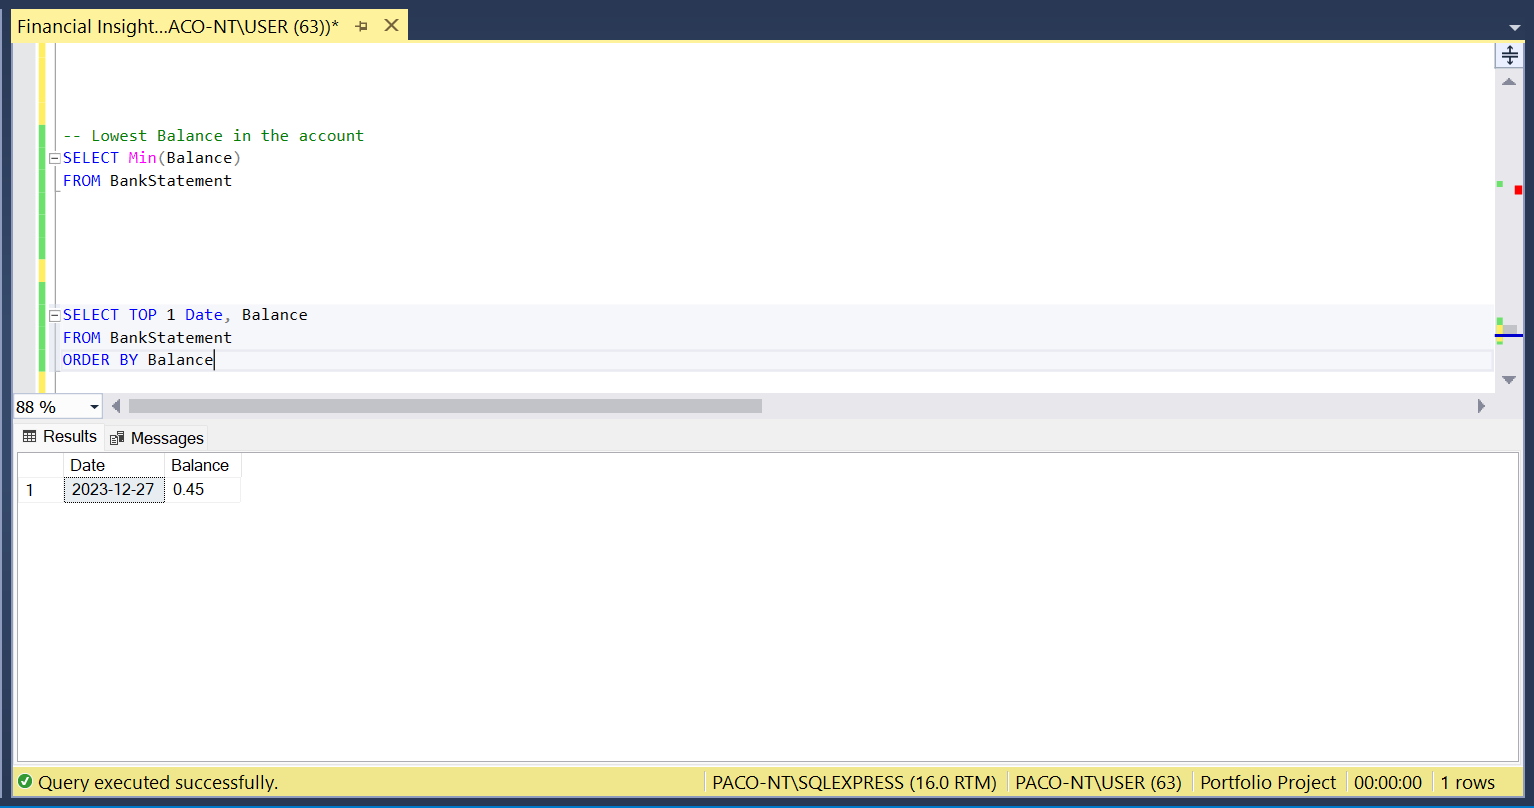 Financial Insight...ACO-NT\USER (63))*
-- Lowest Balance in the account
SELECT Min(Balance)
FROM BankStatement
SELECT TOP 1 Date, Balance
FROM BankStatement
ORDER BY Balance
88 %
Results Messages
Date Balance
1 2023-12-27 0.45
Query executed successfully. PACO-NT\SQLEXPRESS (16.0 RTM) PACO-NT\USER (63) Portfolio Project 00:00:00 1 rows